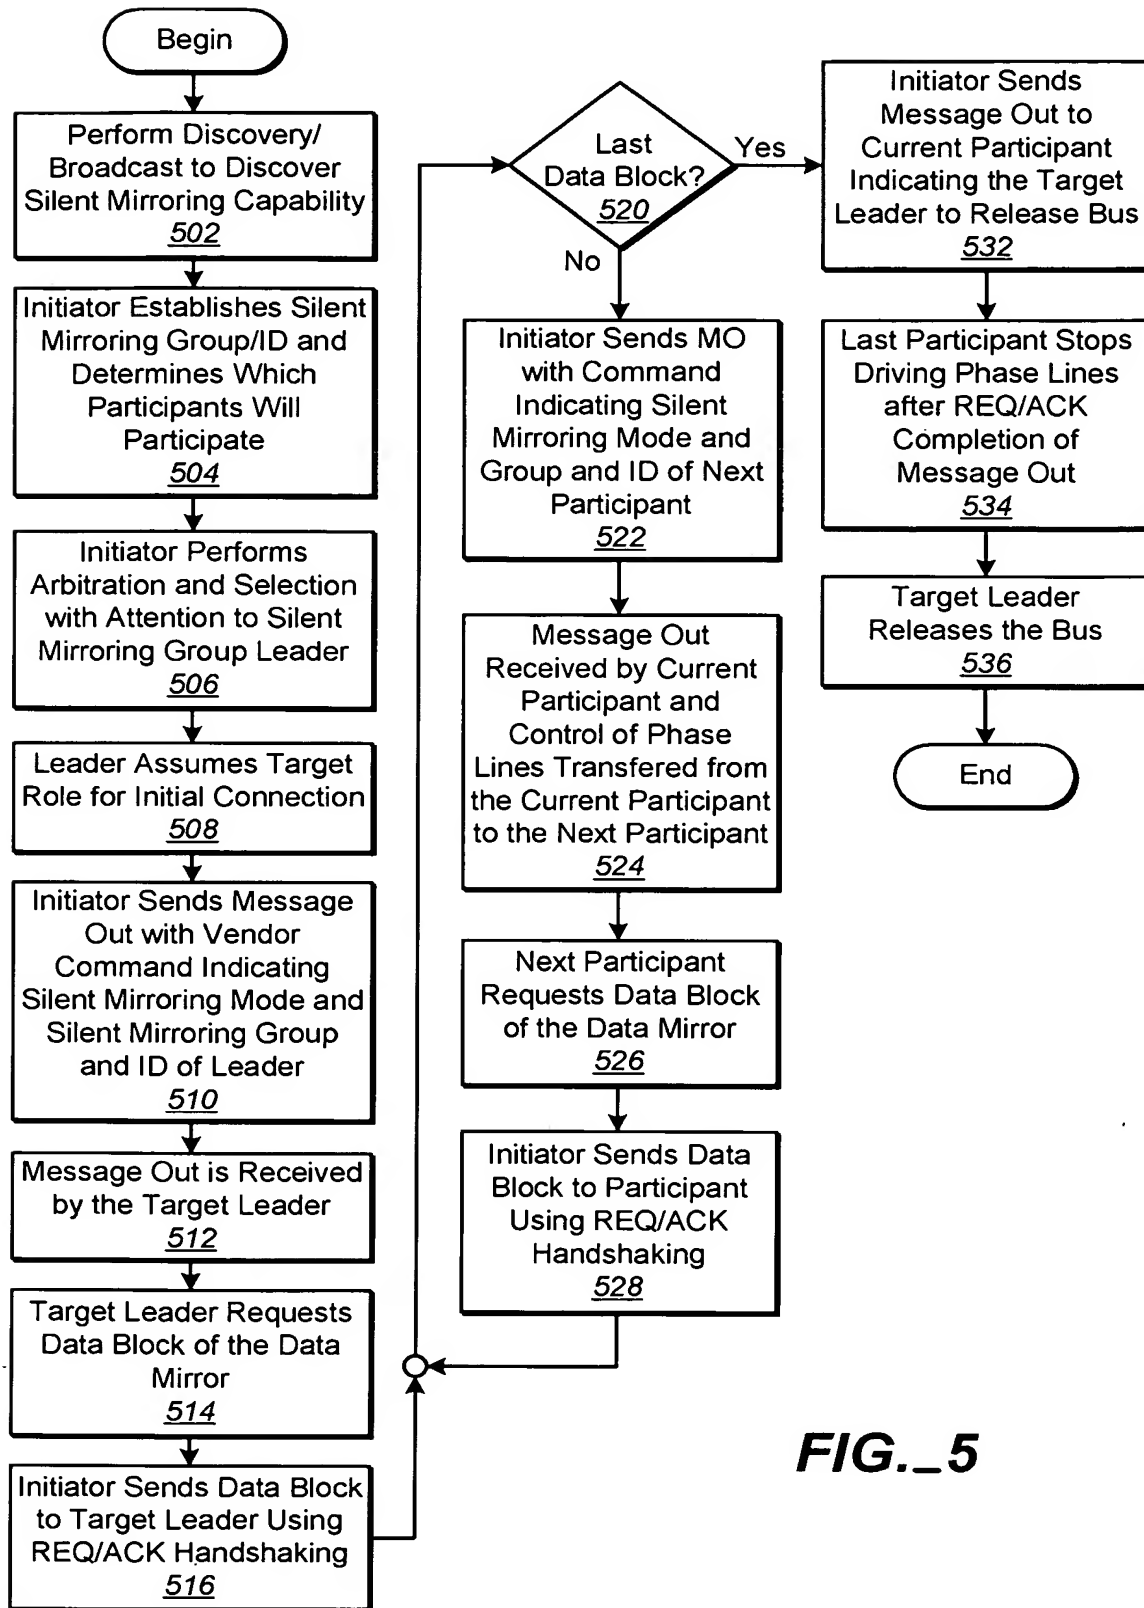 Begin
Perform Discovery/
Broadcast to Discover
Silent Mirroring Capability
502
Initiator Establishes Silent
Mirroring Group/ID and
Determines Which
Participants Will
Participate
504
Initiator Performs
Arbitration and Selection
with Attention to Silent
Mirroring Group Leader
506
Leader Assumes Target
Role for Initial Connection
508
Initiator Sends Message
Out with Vendor
Command Indicating
Silent Mirroring Mode and
Silent Mirroring Group
and ID of Leader
510
Message Out is Received
by the Target Leader
512
Target Leader Requests
Data Block of the Data
Mirror
514
Initiator Sends Data Block
to Target Leader Using
REQ/ACK Handshaking
516
Last
Data Block?
520
Yes
No
Initiator Sends MO
with Command
Indicating Silent
Mirroring Mode and
Group and ID of Next
Participant
522
Message Out
Received by Current
Participant and
Control of Phase
Lines Transfered from
the Current Participant
to the Next Participant
524
Next Participant
Requests Data Block
of the Data Mirror
526
Initiator Sends Data
Block to Participant
Using REQ/ACK
Handshaking
528
Initiator Sends
Message Out to
Current Participant
Indicating the Target
Leader to Release Bus
532
Last Participant Stops
Driving Phase Lines
after REQ/ACK
Completion of
Message Out
534
Target Leader
Releases the Bus
536
End
FIG._5